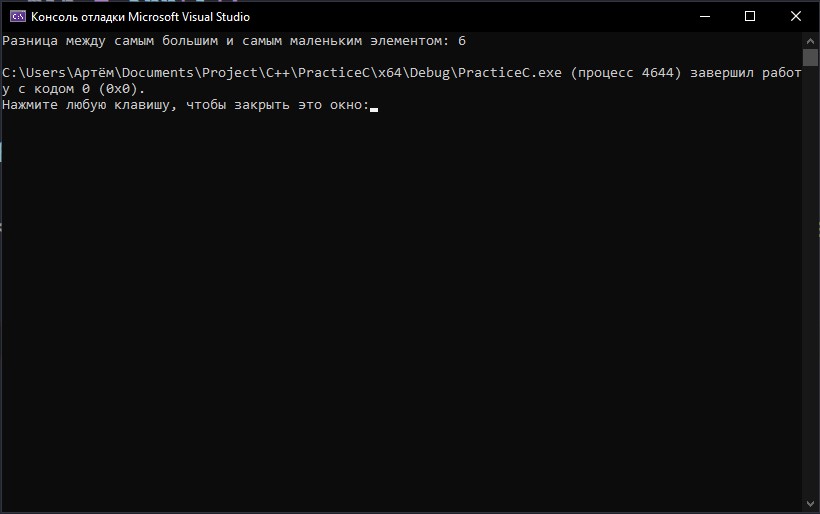 Консоль отладки Microsoft Visual Studio
Разница между самым большим и самым маленьким элементом: 6
C:\Users\Артём\Documents\Project\C++\PracticeC\x64\Debug\PracticeC.exe (процесс 4644) завершил работ
у с кодом 0 (0x0).
Нажмите любую клавишу, чтобы закрыть это окно: